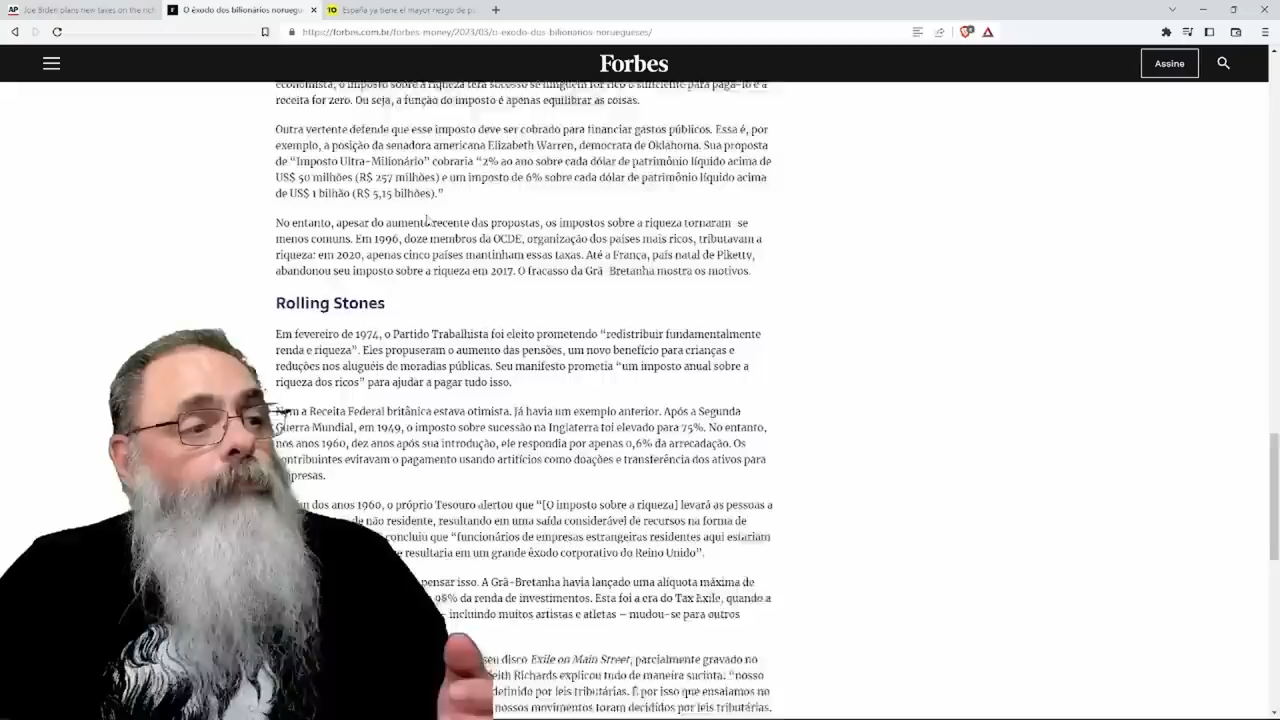 Joe Biden plans new taxes on the rich
O êxodo dos bilionários noruegu
España ya tiene el mayor riesgo de p
https://forbes.com.br/forbes-money/2023/03/o-exodo-dos-bilionarios-noruegueses/
Forbes
Assine
economista, o imposto sobre a riqueza terá sucesso se ninguém for rico o suficiente para pagá-lo e a
receita for zero. Ou seja, a função do imposto é apenas equilibrar as coisas.
Outra vertente defende que esse imposto deve ser cobrado para financiar gastos públicos. Essa é, por
exemplo, a posição da senadora americana Elizabeth Warren, democrata de Oklahoma. Sua proposta
de “Imposto Ultra-Milionário” cobraria “2% ao ano sobre cada dólar de patrimônio líquido acima de
US$ 50 milhões (R$ 257 milhões) e um imposto de 6% sobre cada dólar de patrimônio líquido acima
de US$ 1 bilhão (R$ 5,15 bilhões).”
No entanto, apesar do aumento recente das propostas, os impostos sobre a riqueza tornaram-se
menos comuns. Em 1996, doze membros da OCDE, organização dos países mais ricos, tributavam a
riqueza: em 2020, apenas cinco países mantinham essas taxas. Até a França, país natal de Piketty,
abandonou seu imposto sobre a riqueza em 2017. O fracasso da Grã-Bretanha mostra os motivos.
Rolling Stones
Em fevereiro de 1974, o Partido Trabalhista foi eleito prometendo “redistribuir fundamentalmente
renda e riqueza”. Eles propuseram o aumento das pensões, um novo benefício para crianças e
reduções nos aluguéis de moradias públicas. Seu manifesto prometia “um imposto anual sobre a
riqueza dos ricos” para ajudar a pagar tudo isso.
Nem a Receita Federal britânica estava otimista. Já havia um exemplo anterior. Após a Segunda
Guerra Mundial, em 1949, o imposto sobre sucessão na Inglaterra foi elevado para 75%. No entanto,
nos anos 1960, dez anos após sua introdução, ele respondia por apenas 0,6% da arrecadação. Os
contribuintes evitavam o pagamento usando artifícios como doações e transferência dos ativos para
mpresas.
dos anos 1960, o próprio Tesouro alertou que “[O imposto sobre a riqueza] levará as pessoas a
de não residente, resultando em uma saída considerável de recursos na forma de
concluiu que “funcionários de empresas estrangeiras residentes aqui estariam
e resultaria em um grande êxodo corporativo do Reino Unido”.
pensar isso. A Grã-Bretanha havia lançado uma alíquota máxima de
98% da renda de investimentos. Esta foi a era do Tax Exile, quando a
– incluindo muitos artistas e atletas – mudou-se para outros
seu disco Exile on Main Street, parcialmente gravado no
eith Richards explicou tudo de maneira sucinta. “nosso
definido por leis tributárias. É por isso que ensaiamos no
nossos movimentos foram decididos por leis tributárias.